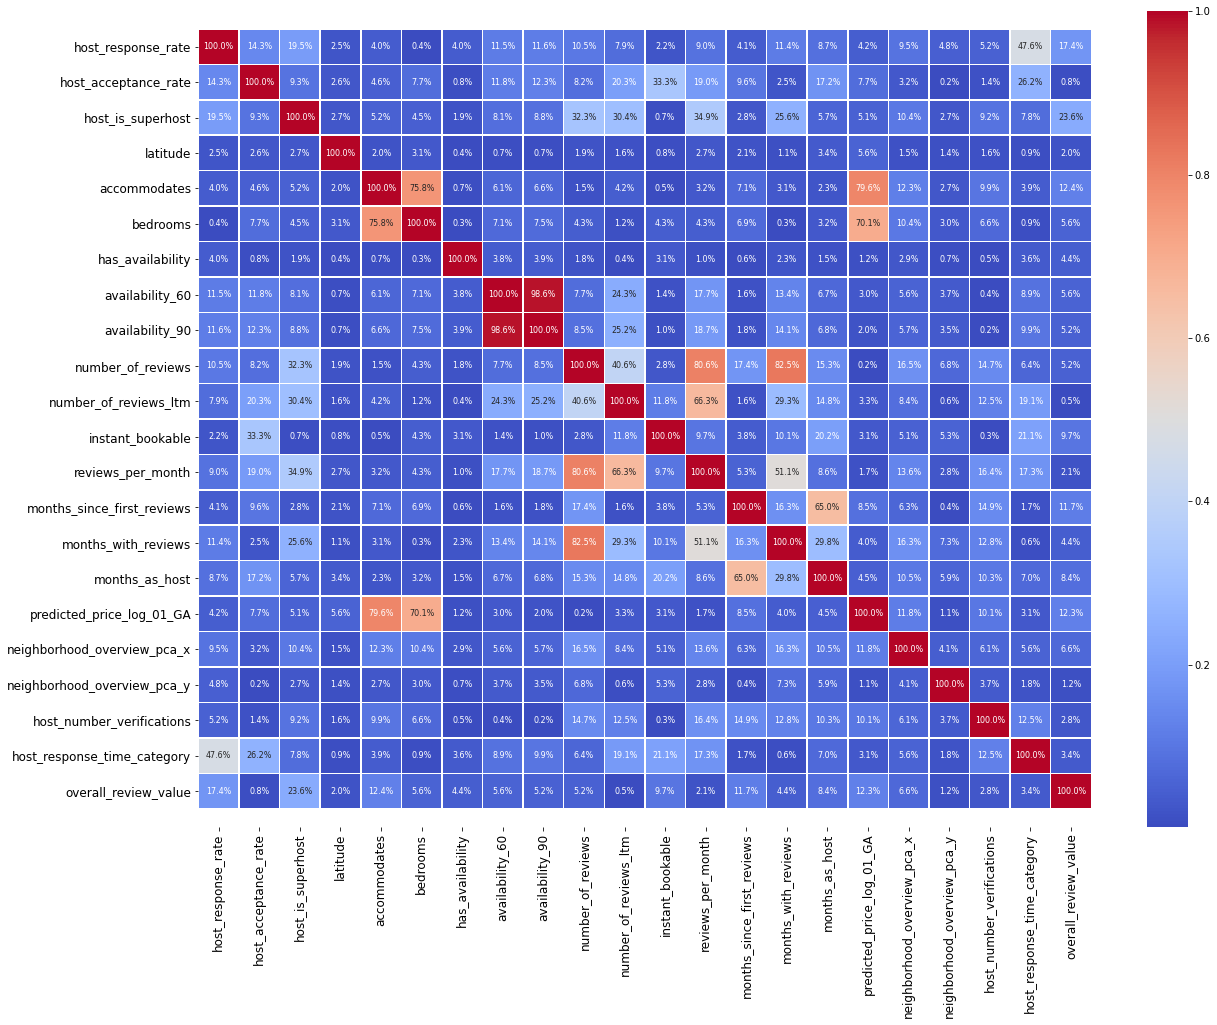 host_response_rate 100.0% 14.3% 19.5% 2.5% 4.0% 0.4% 4.0% 11.5% 11.6% 10.5% 7.9% 2.2% 9.0% 4.1% 11.4% 8.7% 4.2% 9.5% 4.8% 5.2% 47.6% 17.4%
host_acceptance_rate 14.3% 100.0% 9.3% 2.6% 4.6% 7.7% 0.8% 11.8% 12.3% 8.2% 20.3% 33.3% 19.0% 9.6% 2.5% 17.2% 7.7% 3.2% 0.2% 1.4% 26.2% 0.8%
host_is_superhost 19.5% 9.3% 100.0% 2.7% 5.2% 4.5% 1.9% 8.1% 8.8% 32.3% 30.4% 0.7% 34.9% 2.8% 25.6% 5.7% 5.1% 10.4% 2.7% 9.2% 7.8% 23.6%
latitude 2.5% 2.6% 2.7% 100.0% 2.0% 3.1% 0.4% 0.7% 0.7% 1.9% 1.6% 0.8% 2.7% 2.1% 1.1% 3.4% 5.6% 1.5% 1.4% 1.6% 0.9% 2.0%
accommodates 4.0% 4.6% 5.2% 2.0% 100.0% 75.8% 0.7% 6.1% 6.6% 1.5% 4.2% 0.5% 3.2% 7.1% 3.1% 2.3% 79.6% 12.3% 2.7% 9.9% 3.9% 12.4%
bedrooms 0.4% 7.7% 4.5% 3.1% 75.8% 100.0% 0.3% 7.1% 7.5% 4.3% 1.2% 4.3% 4.3% 6.9% 0.3% 3.2% 70.1% 10.4% 3.0% 6.6% 0.9% 5.6%
has_availability 4.0% 0.8% 1.9% 0.4% 0.7% 0.3% 100.0% 3.8% 3.9% 1.8% 0.4% 3.1% 1.0% 0.6% 2.3% 1.5% 1.2% 2.9% 0.7% 0.5% 3.6% 4.4%
availability_60 11.5% 11.8% 8.1% 0.7% 6.1% 7.1% 3.8% 100.0% 98.6% 7.7% 24.3% 1.4% 17.7% 1.6% 13.4% 6.7% 3.0% 5.6% 3.7% 0.4% 8.9% 5.6%
availability_90 11.6% 12.3% 8.8% 0.7% 6.6% 7.5% 3.9% 98.6% 100.0% 8.5% 25.2% 1.0% 18.7% 1.8% 14.1% 6.8% 2.0% 5.7% 3.5% 0.2% 9.9% 5.2%
number_of_reviews 10.5% 8.2% 32.3% 1.9% 1.5% 4.3% 1.8% 7.7% 8.5% 100.0% 40.6% 2.8% 80.6% 17.4% 82.5% 15.3% 0.2% 16.5% 6.8% 14.7% 6.4% 5.2%
number_of_reviews_ltm 7.9% 20.3% 30.4% 1.6% 4.2% 1.2% 0.4% 24.3% 25.2% 40.6% 100.0% 11.8% 66.3% 1.6% 29.3% 14.8% 3.3% 8.4% 0.6% 12.5% 19.1% 0.5%
instant_bookable 2.2% 33.3% 0.7% 0.8% 0.5% 4.3% 3.1% 1.4% 1.0% 2.8% 11.8% 100.0% 9.7% 3.8% 10.1% 20.2% 3.1% 5.1% 5.3% 0.3% 21.1% 9.7%
reviews_per_month 9.0% 19.0% 34.9% 2.7% 3.2% 4.3% 1.0% 17.7% 18.7% 80.6% 66.3% 9.7% 100.0% 5.3% 51.1% 8.6% 1.7% 13.6% 2.8% 16.4% 17.3% 2.1%
months_since_first_reviews 4.1% 9.6% 2.8% 2.1% 7.1% 6.9% 0.6% 1.6% 1.8% 17.4% 1.6% 3.8% 5.3% 100.0% 16.3% 65.0% 8.5% 6.3% 0.4% 14.9% 1.7% 11.7%
months_with_reviews 11.4% 2.5% 25.6% 1.1% 3.1% 0.3% 2.3% 13.4% 14.1% 82.5% 29.3% 10.1% 51.1% 16.3% 100.0% 29.8% 4.0% 16.3% 7.3% 12.8% 0.6% 4.4%
months_as_host 8.7% 17.2% 5.7% 3.4% 2.3% 3.2% 1.5% 6.7% 6.8% 15.3% 14.8% 20.2% 8.6% 65.0% 29.8% 100.0% 4.5% 10.5% 5.9% 10.3% 7.0% 8.4%
predicted_price_log_01_GA 4.2% 7.7% 5.1% 5.6% 79.6% 70.1% 1.2% 3.0% 2.0% 0.2% 3.3% 3.1% 1.7% 8.5% 4.0% 4.5% 100.0% 11.8% 1.1% 10.1% 3.1% 12.3%
neighborhood_overview_pca_x 9.5% 3.2% 10.4% 1.5% 12.3% 10.4% 2.9% 5.6% 5.7% 16.5% 8.4% 5.1% 13.6% 6.3% 16.3% 10.5% 11.8% 100.0% 4.1% 6.1% 5.6% 6.6%
neighborhood_overview_pca_y 4.8% 0.2% 2.7% 1.4% 2.7% 3.0% 0.7% 3.7% 3.5% 6.8% 0.6% 5.3% 2.8% 0.4% 7.3% 5.9% 1.1% 4.1% 100.0% 3.7% 1.8% 1.2%
host_number_verifications 5.2% 1.4% 9.2% 1.6% 9.9% 6.6% 0.5% 0.4% 0.2% 14.7% 12.5% 0.3% 16.4% 14.9% 12.8% 10.3% 10.1% 6.1% 3.7% 100.0% 12.5% 2.8%
host_response_time_category 47.6% 26.2% 7.8% 0.9% 3.9% 0.9% 3.6% 8.9% 9.9% 6.4% 19.1% 21.1% 17.3% 1.7% 0.6% 7.0% 3.1% 5.6% 1.8% 12.5% 100.0% 3.4%
overall_review_value 17.4% 0.8% 23.6% 2.0% 12.4% 5.6% 4.4% 5.6% 5.2% 5.2% 0.5% 9.7% 2.1% 11.7% 4.4% 8.4% 12.3% 6.6% 1.2% 2.8% 3.4% 100.0%
host_response_rate
host_acceptance_rate
host_is_superhost
latitude
accommodates
bedrooms
has_availability
availability_60
availability_90
number_of_reviews
number_of_reviews_ltm
instant_bookable
reviews_per_month
months_since_first_reviews
months_with_reviews
months_as_host
predicted_price_log_01_GA
neighborhood_overview_pca_x
neighborhood_overview_pca_y
host_number_verifications
host_response_time_category
overall_review_value
1.0
0.8
0.6
0.4
0.2